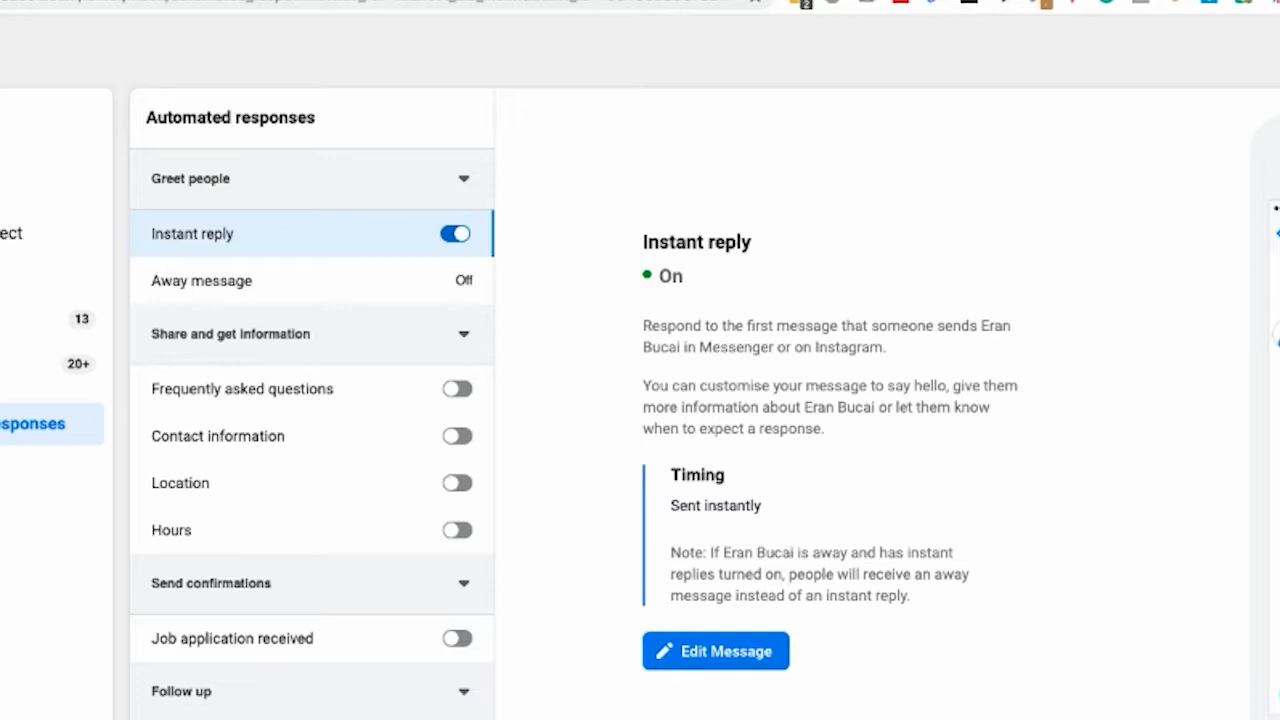 2
Automated responses
Greet people
Instant reply
Away message Off
Share and get information
Frequently asked questions
Contact information
Location
Hours
Send confirmations
Job application received
Follow up
ect
13
20+
sponses
Instant reply
On
Respond to the first message that someone sends Eran
Bucai in Messenger or on Instagram.
You can customise your message to say hello, give them
more information about Eran Bucai or let them know
when to expect a response.
Timing
Sent instantly
Note: If Eran Bucai is away and has instant
replies turned on, people will receive an away
message instead of an instant reply.
Edit Message